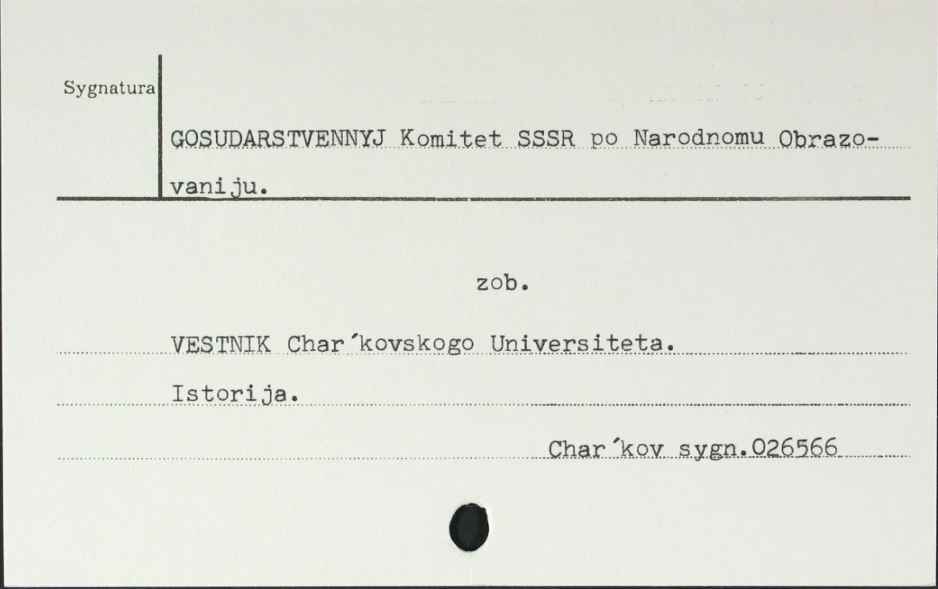 Sygnatura
GOSUDARSTVENNYJ Komitet SSSR po Narodnomu Obrazo-
vaniju.
zob.
VESTNIK Char´kovskogo Universiteta.
Istorija.
Char´kov sygn.026566